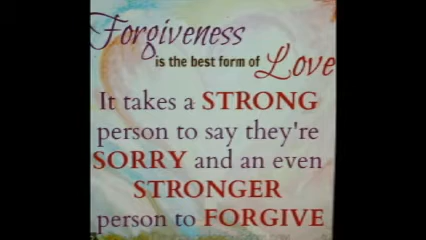 Forgiveness
is the best form of Love
It takes a STRONG
person to say they're
SORRY and an even
STRONGER
person to FORGIVE